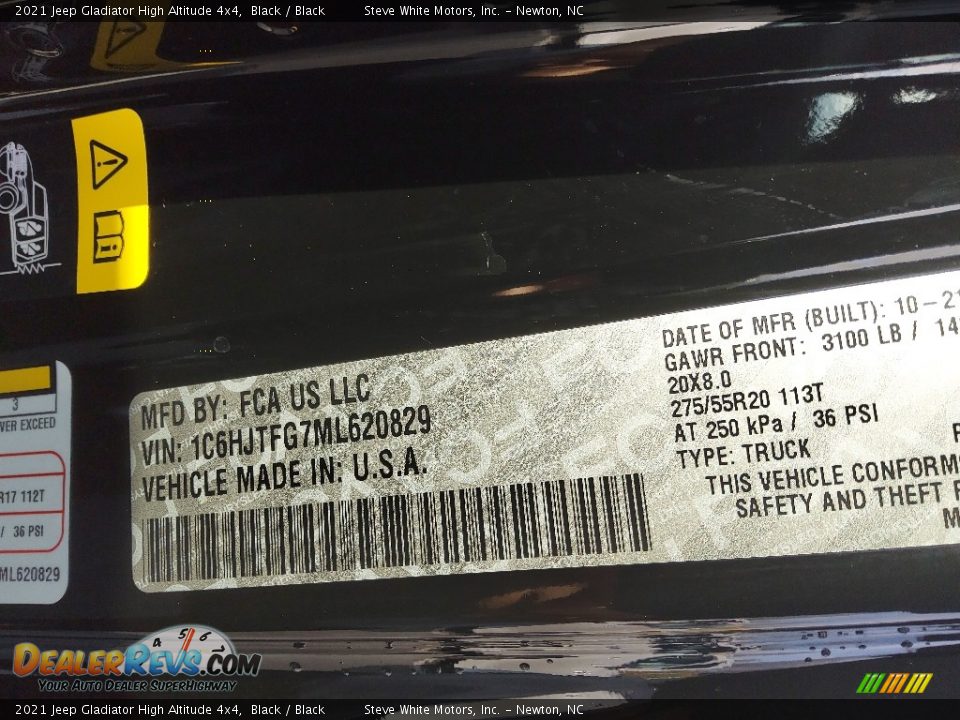 2021 Jeep Gladiator High Altitude 4x4, Black / Black Steve White Motors, Inc. – Newton, NC
3
VER EXCEED
R17 112T
/ 36 PSI
ML620829
MFD BY: FCA US LLC
VIN: 1C6HJTFG7ML620829
VEHICLE MADE IN: U.S.A.
DATE OF MFR (BUILT): 10-21
GAWR FRONT: 3100 LB / 14
20X8.0
275/55R20 113T
AT 250 kPa / 36 PSI
TYPE: TRUCK
THIS VEHICLE CONFORMS
SAFETY AND THEFT
4 5 6
DealerRevs.com
Your Auto Dealer SuperHighway
2021 Jeep Gladiator High Altitude 4x4, Black / Black Steve White Motors, Inc. – Newton, NC